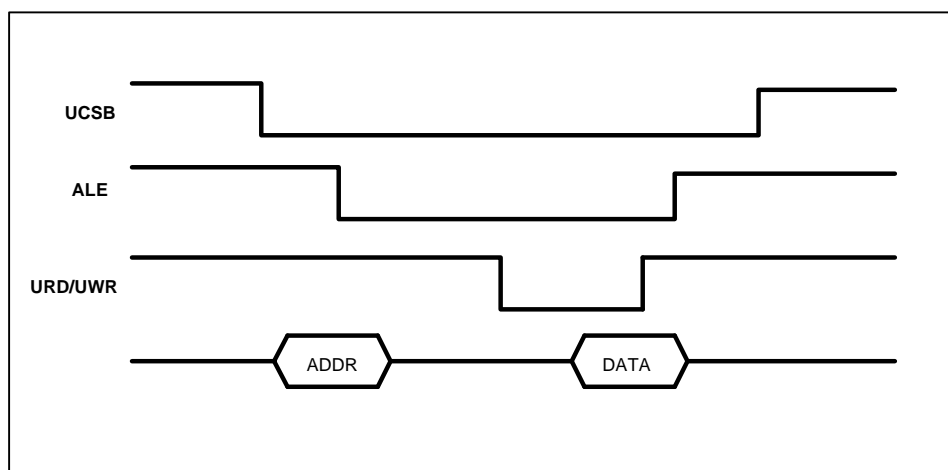 UCSB
ALE
URD/UWR
ADDR
DATA